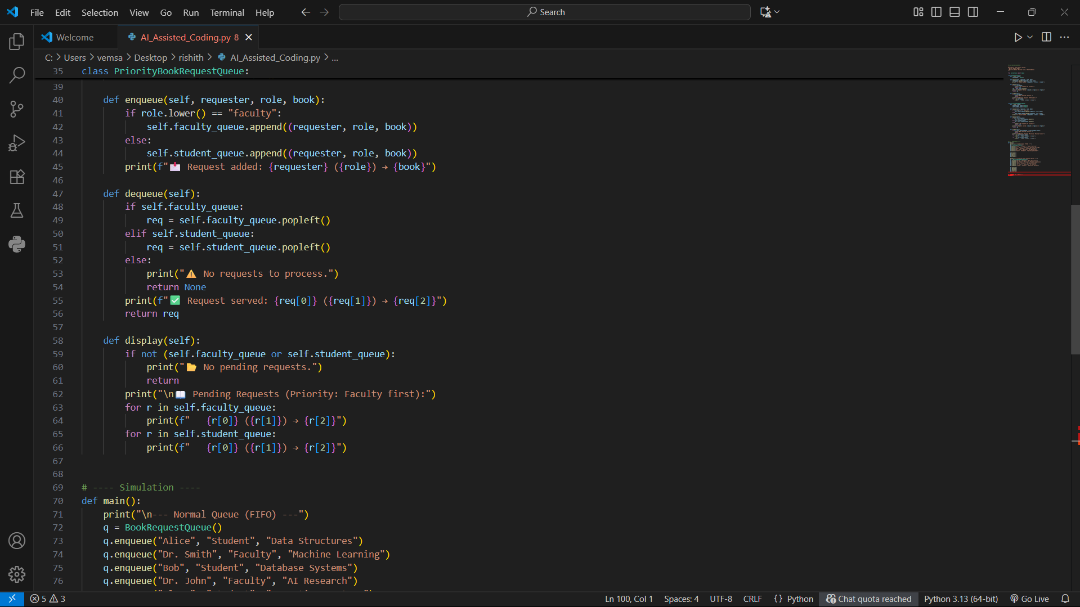 File Edit Selection View Go Run Terminal Help Search
Welcome AI_Assisted_Coding.py 8
C: > Users > vemsa > Desktop > rishith > AI_Assisted_Coding.py > ...
35 class PriorityBookRequestQueue:
39
40 def enqueue(self, requester, role, book):
41 if role.lower() == "faculty":
42 self.faculty_queue.append((requester, role, book))
43 else:
44 self.student_queue.append((requester, role, book))
45 print(f"📩 Request added: {requester} ({role}) → {book}")
46
47 def dequeue(self):
48 if self.faculty_queue:
49 req = self.faculty_queue.popleft()
50 elif self.student_queue:
51 req = self.student_queue.popleft()
52 else:
53 print("⚠️ No requests to process.")
54 return None
55 print(f"✅ Request served: {req[0]} ({req[1]}) → {req[2]}")
56 return req
57
58 def display(self):
59 if not (self.faculty_queue or self.student_queue):
60 print("📂 No pending requests.")
61 return
62 print("\n📖 Pending Requests (Priority: Faculty first):")
63 for r in self.faculty_queue:
64 print(f"   {r[0]} ({r[1]}) → {r[2]}")
65 for r in self.student_queue:
66 print(f"   {r[0]} ({r[1]}) → {r[2]}")
67
68
69 # ---- Simulation ----
70 def main():
71 print("\n--- Normal Queue (FIFO) ---")
72 q = BookRequestQueue()
73 q.enqueue("Alice", "Student", "Data Structures")
74 q.enqueue("Dr. Smith", "Faculty", "Machine Learning")
75 q.enqueue("Bob", "Student", "Database Systems")
76 q.enqueue("Dr. John", "Faculty", "AI Research")
5 3 Ln 100, Col 1 Spaces: 4 UTF-8 CRLF {} Python Chat quota reached Python 3.13 (64-bit) Go Live